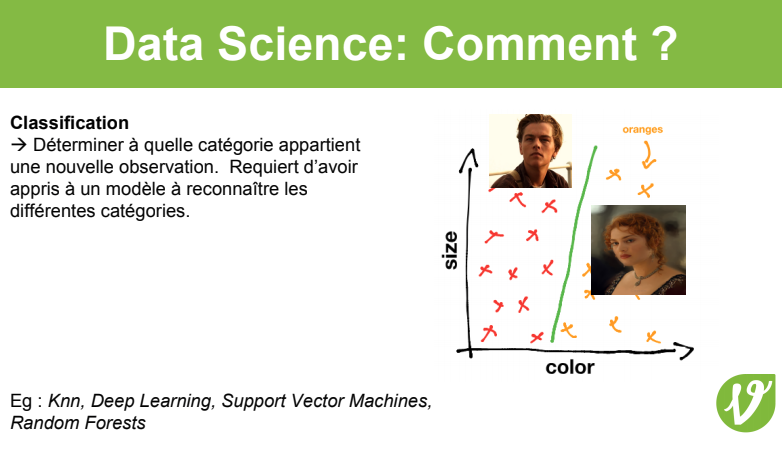 Data Science: Comment ?
Classification
→ Déterminer à quelle catégorie appartient
une nouvelle observation. Requiert d'avoir
appris à un modèle à reconnaître les
différentes catégories.
oranges
size
color
Eg : Knn, Deep Learning, Support Vector Machines,
Random Forests